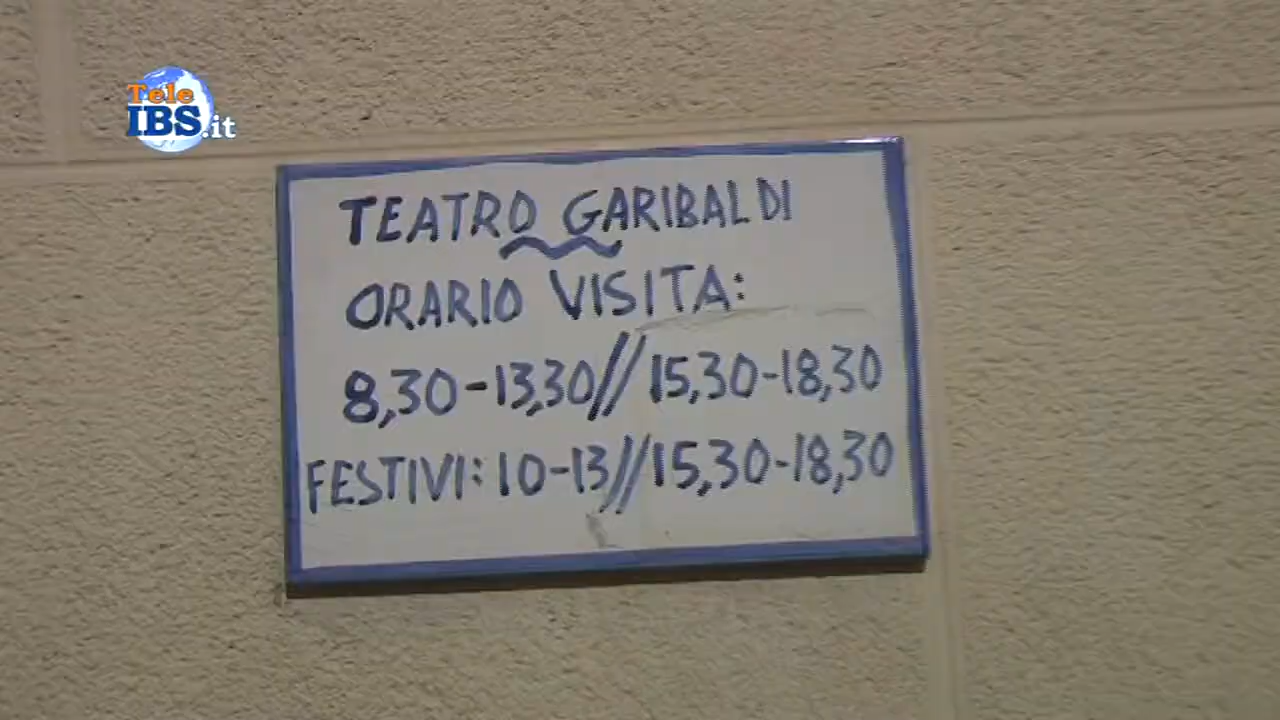 Tele
IBS.it
TEATRO GARIBALDI
ORARIO VISITA:
8,30-13,30//15,30-18,30
FESTIVI: 10-13//15,30-18,30